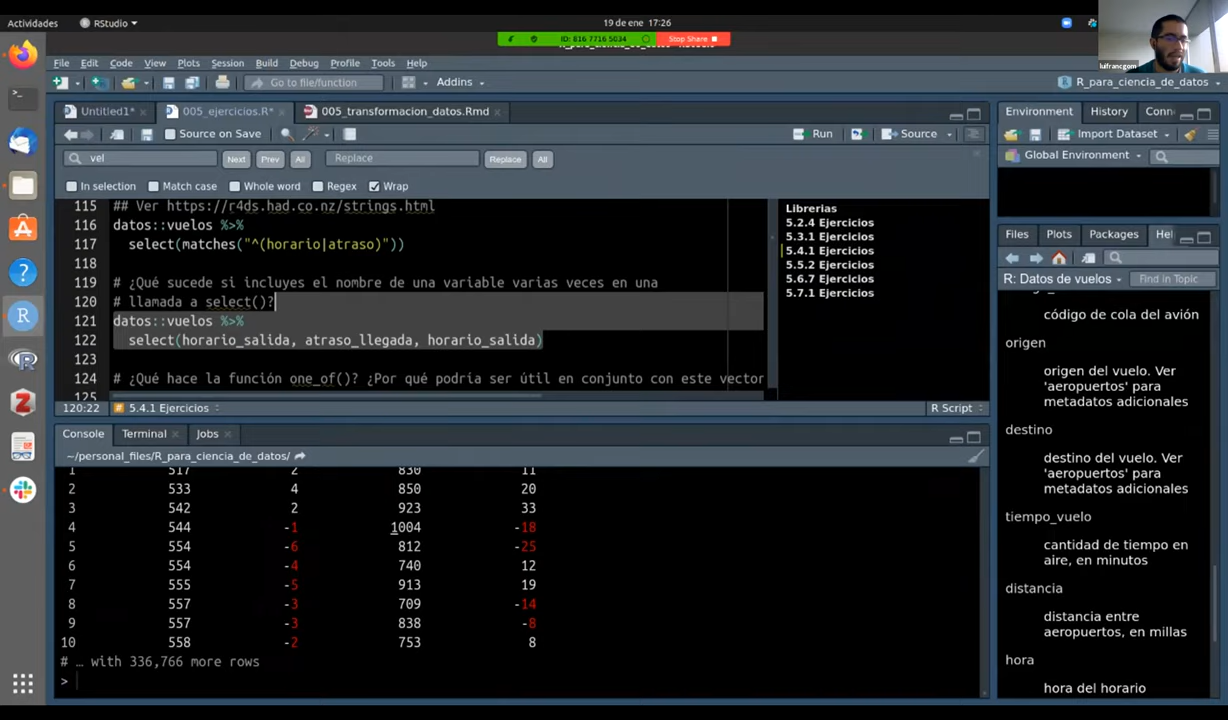 Actividades
RStudio
19 de ene 17:26
ID: 816 7716 5034
Stop Share
luifrancgom
File Edit Code View Plots Session Build Debug Profile Tools Help
Go to file/function
Addins
R_para_ciencia_de_datos
Untitled1*
005_ejercicios.R*
005_transformacion_datos.Rmd
Source on Save
Run
Source
vel
Next
Prev
All
Replace
Replace
All
In selection
Match case
Whole word
Regex
Wrap
115 ## Ver https://r4ds.had.co.nz/strings.html
116 datos::vuelos %>%
117 select(matches("^(horario|atraso)"))
118
119 # ¿Qué sucede si incluyes el nombre de una variable varias veces en una
120 # llamada a select()?
121 datos::vuelos %>%
122 select(horario_salida, atraso_llegada, horario_salida)
123
124 # ¿Qué hace la función one_of()? ¿Por qué podría ser útil en conjunto con este vector
125
Librerias
5.2.4 Ejercicios
5.3.1 Ejercicios
5.4.1 Ejercicios
5.5.2 Ejercicios
5.6.7 Ejercicios
5.7.1 Ejercicios
120:22
5.4.1 Ejercicios
R Script
Console
Terminal
Jobs
~/personal_files/R_para_ciencia_de_datos/
1 517 2 830 11
2 533 4 850 20
3 542 2 923 33
4 544 -1 1004 -18
5 554 -6 812 -25
6 554 -4 740 12
7 555 -5 913 19
8 557 -3 709 -14
9 557 -3 838 -8
10 558 -2 753 8
# … with 336,766 more rows
>
Environment
History
Conne
Import Dataset
Global Environment
Files
Plots
Packages
Hel
R: Datos de vuelos
Find in Topic
código de cola del avión
origen
origen del vuelo. Ver
'aeropuertos' para
metadatos adicionales
destino
destino del vuelo. Ver
'aeropuertos' para
metadatos adicionales
tiempo_vuelo
cantidad de tiempo en
aire, en minutos
distancia
distancia entre
aeropuertos, en millas
hora
hora del horario